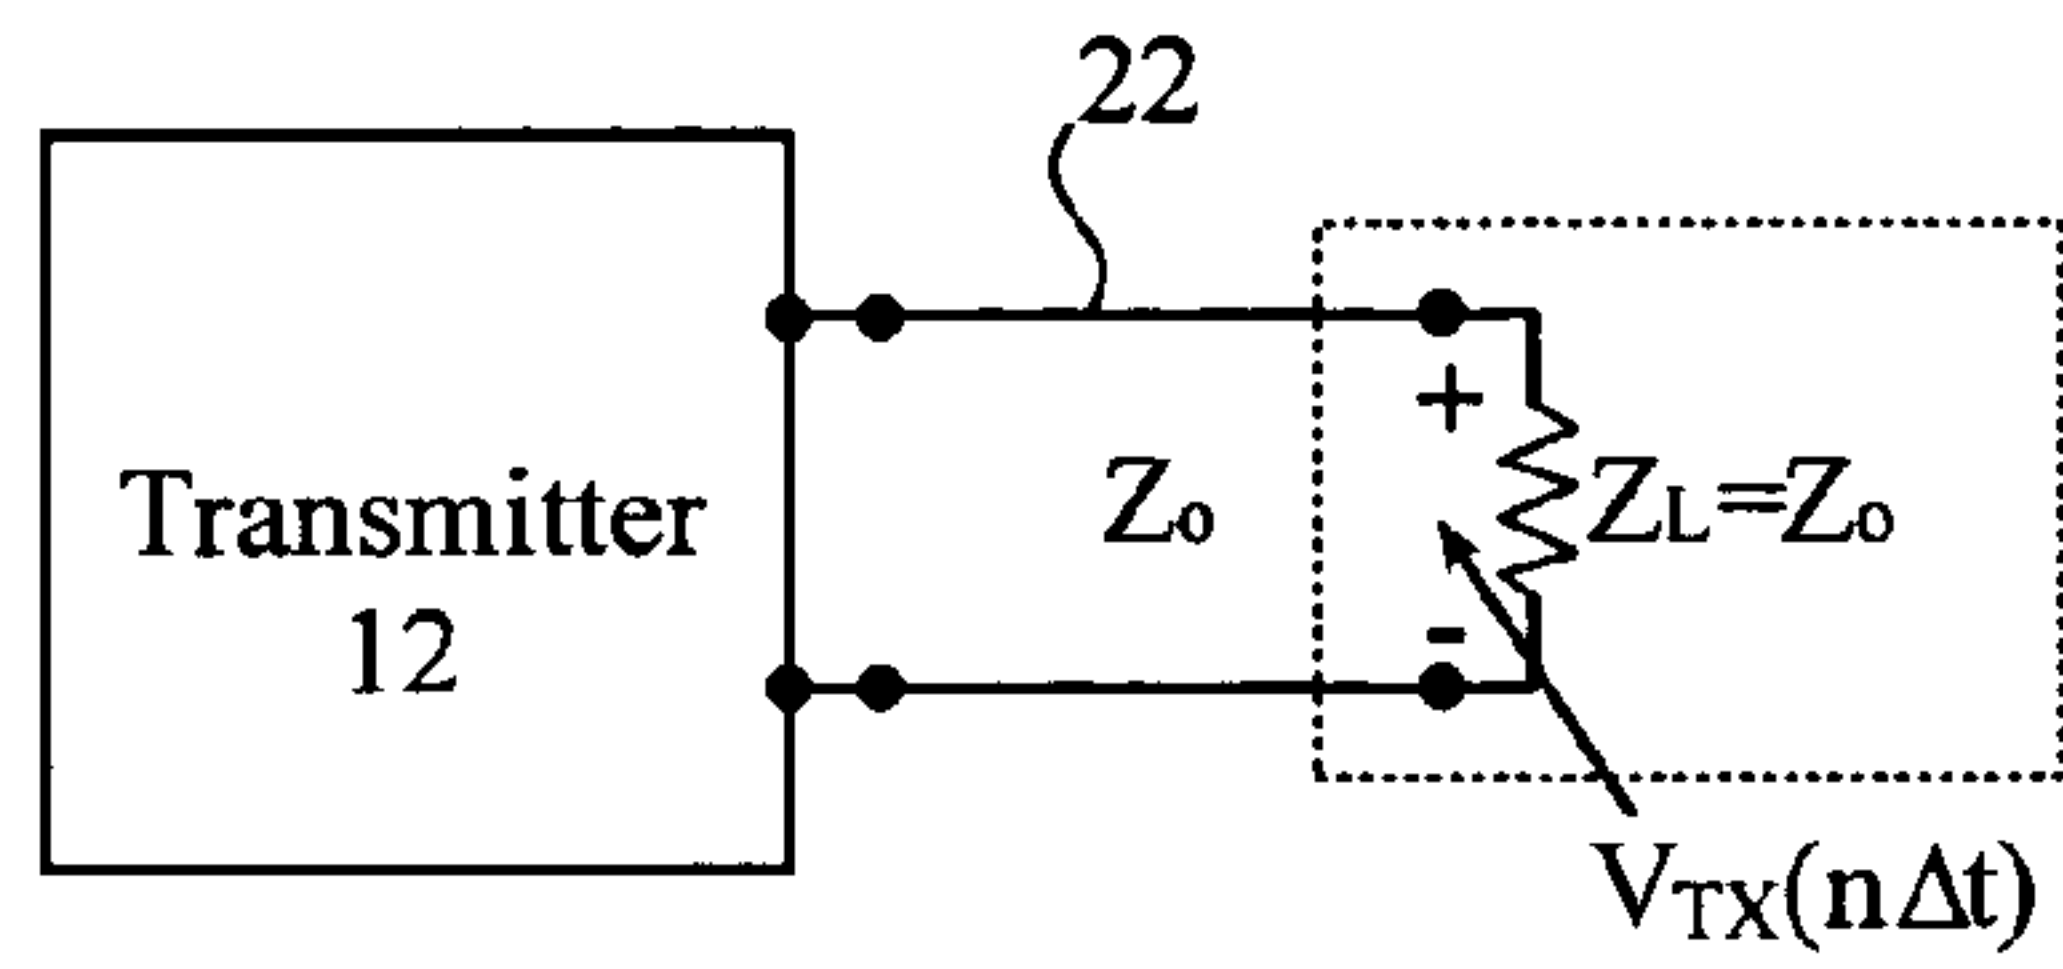 22
Transmitter
12
Zo
+
-
ZL=Zo
VTX(nΔt)